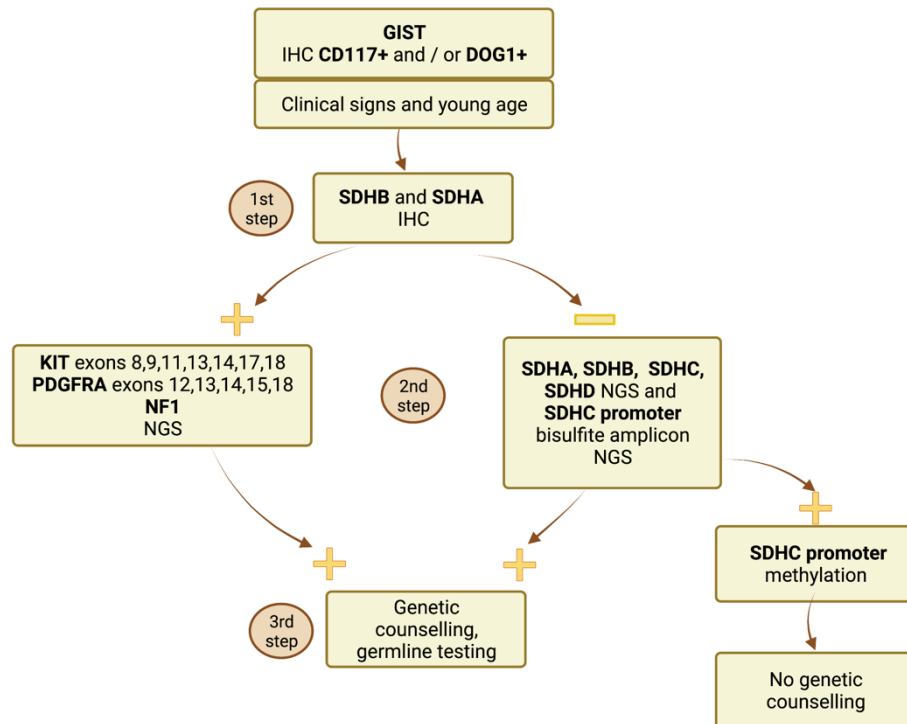 GIST
IHC CD117+ and / or DOG1+
Clinical signs and young age
1st
step
SDHB and SDHA
IHC
KIT exons 8,9,11,13,14,17,18
PDGFRA exons 12,13,14,15,18
NF1
NGS
2nd
step
SDHA, SDHB, SDHC,
SDHD NGS and
SDHC promoter
bisulfite amplicon
NGS
SDHC promoter
methylation
3rd
step
Genetic
counselling,
germline testing
No genetic
counselling